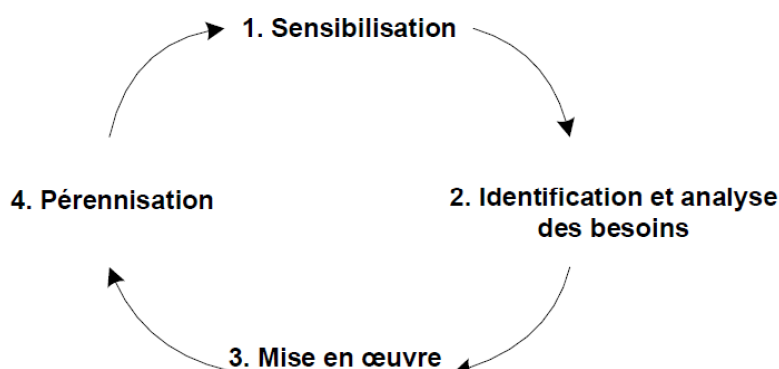 1. Sensibilisation
2. Identification et analyse
des besoins
3. Mise en œuvre
4. Pérennisation